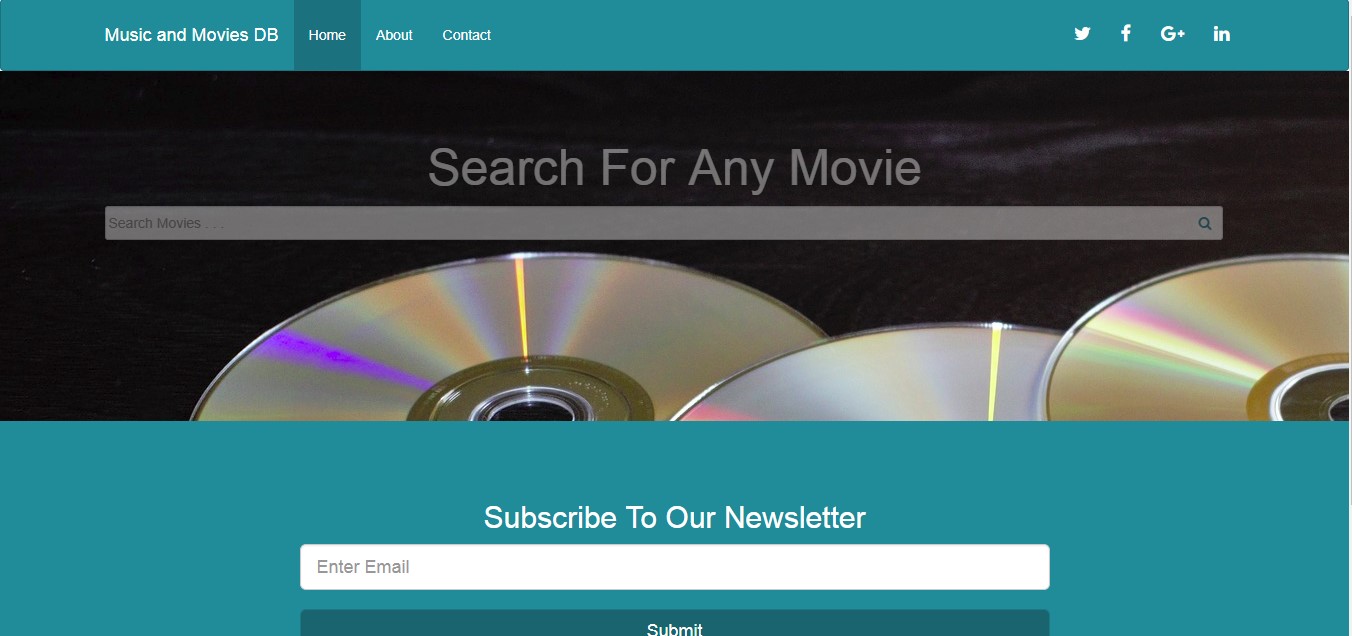 Music and Movies DB Home About Contact
Search For Any Movie
Search Movies . . .
Subscribe To Our Newsletter
Enter Email
Submit